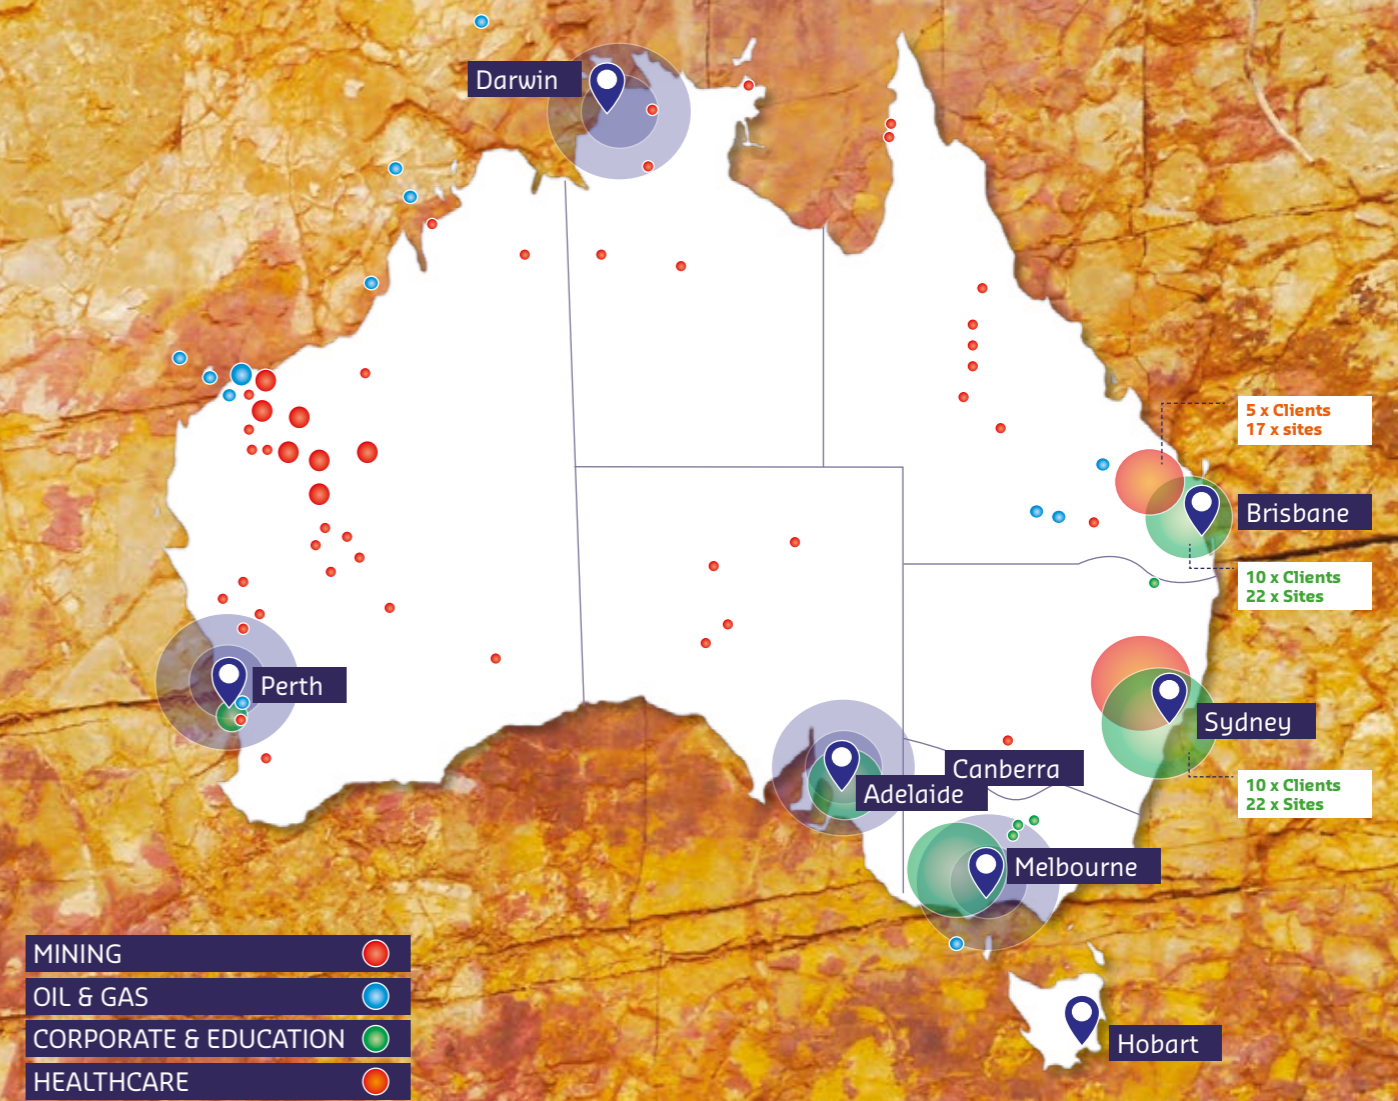 Darwin
5 x Clients
17 x sites
Brisbane
10 x Clients
22 x Sites
Perth
Sydney
Canberra
Adelaide
10 x Clients
22 x Sites
Melbourne
MINING
OIL & GAS
CORPORATE & EDUCATION
HEALTHCARE
Hobart